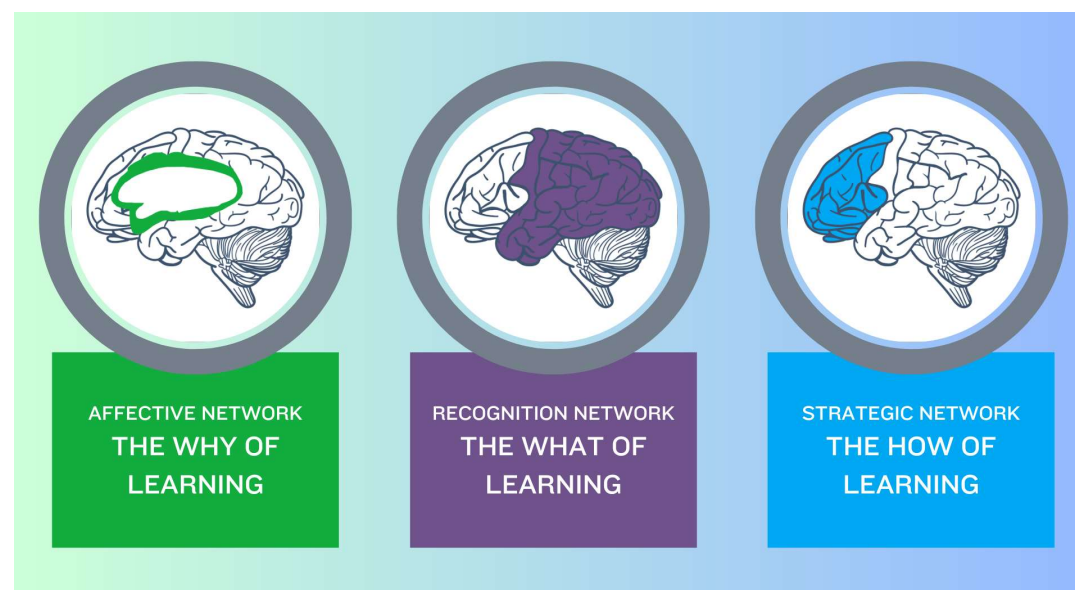 AFFECTIVE NETWORK
THE WHY OF
LEARNING
RECOGNITION NETWORK
THE WHAT OF
LEARNING
STRATEGIC NETWORK
THE HOW OF
LEARNING